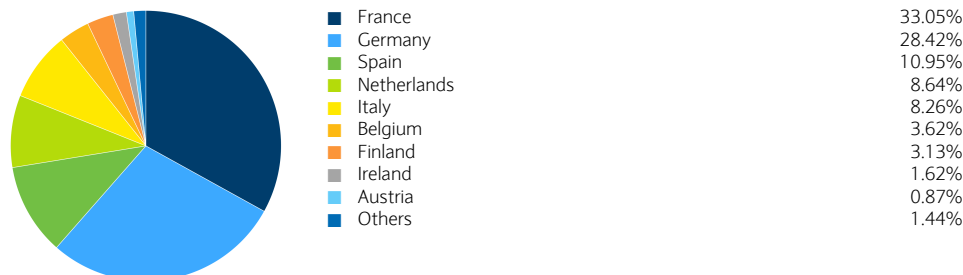 France 33.05%
Germany 28.42%
Spain 10.95%
Netherlands 8.64%
Italy 8.26%
Belgium 3.62%
Finland 3.13%
Ireland 1.62%
Austria 0.87%
Others 1.44%